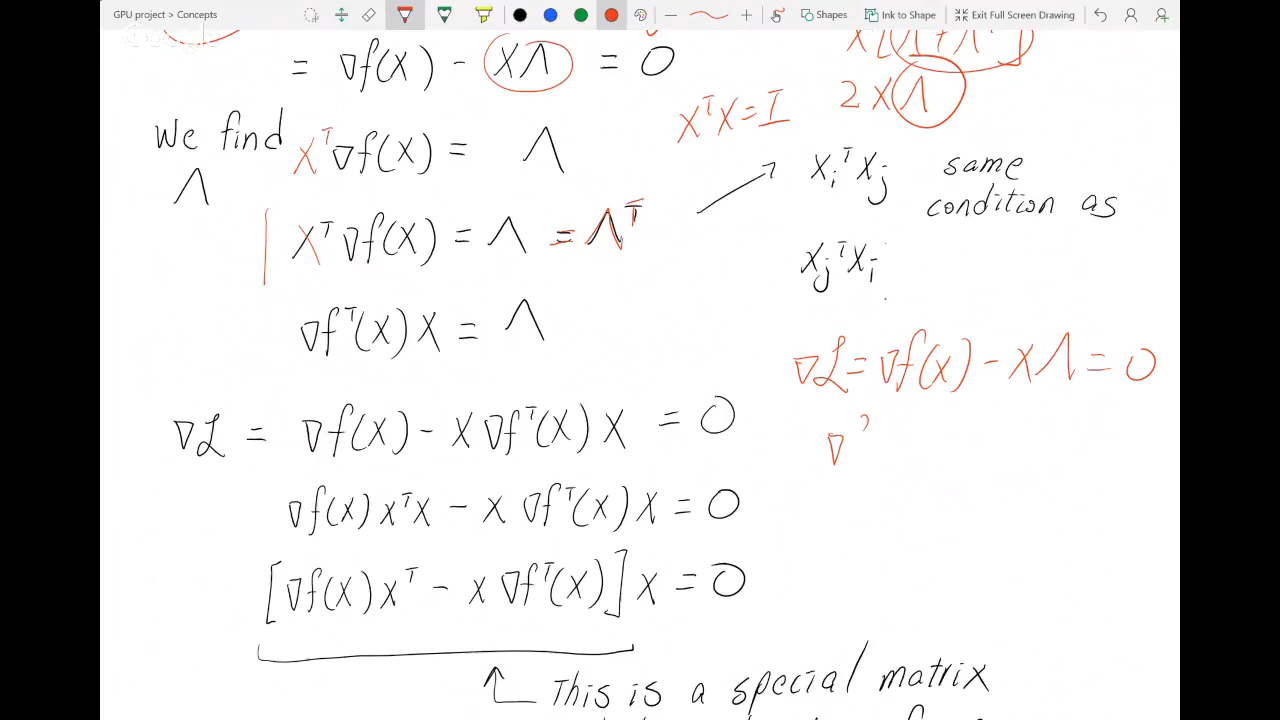 GPU project > Concepts
Shapes
Ink to Shape
Exit Full Screen Drawing
= ∇f(X) - XΛ = 0
2XΛ
We find
Λ
XᵀX = I
Xᵀ∇f(X) = Λ
Xᵀ∇f(X) = Λ = Λᵀ
∇fᵀ(X)X = Λ
xᵢᵀxⱼ same
condition as
xⱼᵀxᵢ
∇ℒ = ∇f(X) - XΛ = 0
∇
∇ℒ = ∇f(X) - X∇fᵀ(X)X = 0
∇f(X)XᵀX - X∇fᵀ(X)X = 0
[∇f(X)Xᵀ - X∇fᵀ(X)]X = 0
This is a special matrix